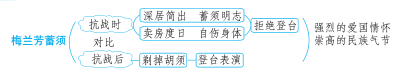 梅兰芳蓄须
抗战时
对比
抗战后
深居简出 蓄须明志
卖房度日 自伤身体
拒绝登台
剃掉胡须
登台表演
强烈的爱国情怀
崇高的民族气节